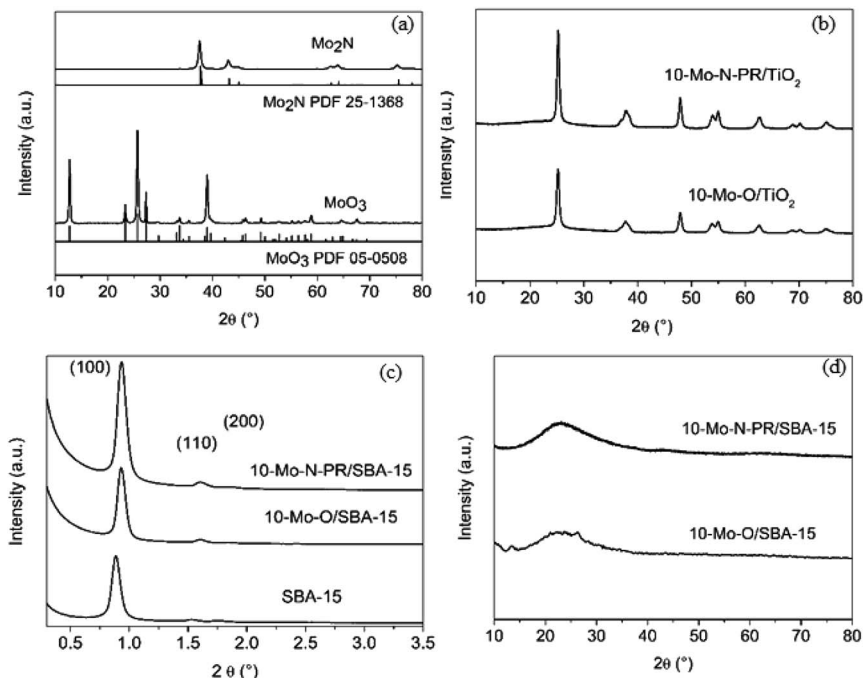 (a)
Mo₂N
Mo₂N PDF 25-1368
MoO₃
MoO₃ PDF 05-0508
Intensity (a.u.)
10 20 30 40 50 60 70 80
2θ (°)
(b)
10-Mo-N-PR/TiO₂
10-Mo-O/TiO₂
Intensity (a.u.)
10 20 30 40 50 60 70 80
2θ (°)
(c)
(100)
(110)
(200)
10-Mo-N-PR/SBA-15
10-Mo-O/SBA-15
SBA-15
Intensity (a.u.)
0.5 1.0 1.5 2.0 2.5 3.0 3.5
2 θ (°)
(d)
10-Mo-N-PR/SBA-15
10-Mo-O/SBA-15
Intensity (a.u.)
10 20 30 40 50 60 70 80
2θ (°)